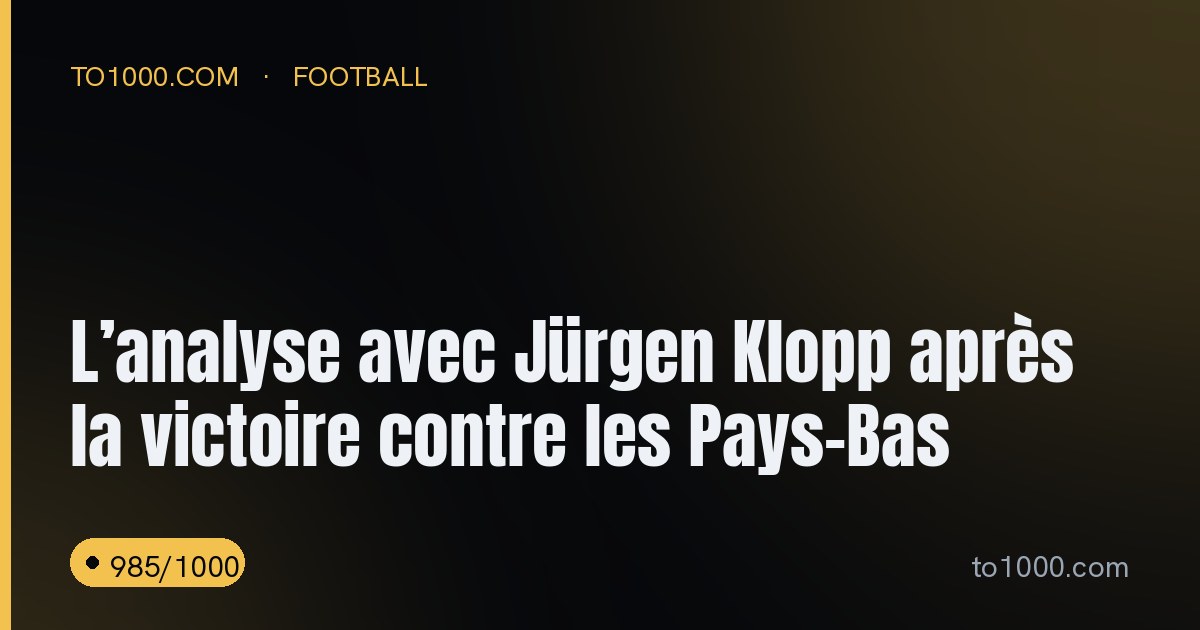 TO1000.COM · FOOTBALL
L’analyse avec Jürgen Klopp après
la victoire contre les Pays-Bas
985/1000
to1000.com